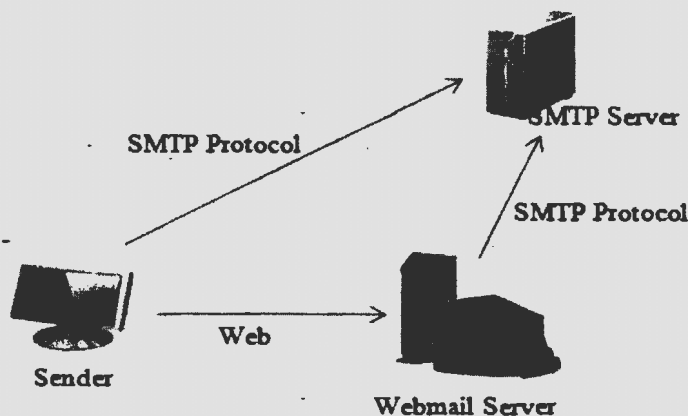 SMTP Server
SMTP Protocol
SMTP Protocol
Web
Sender
Webmail Server